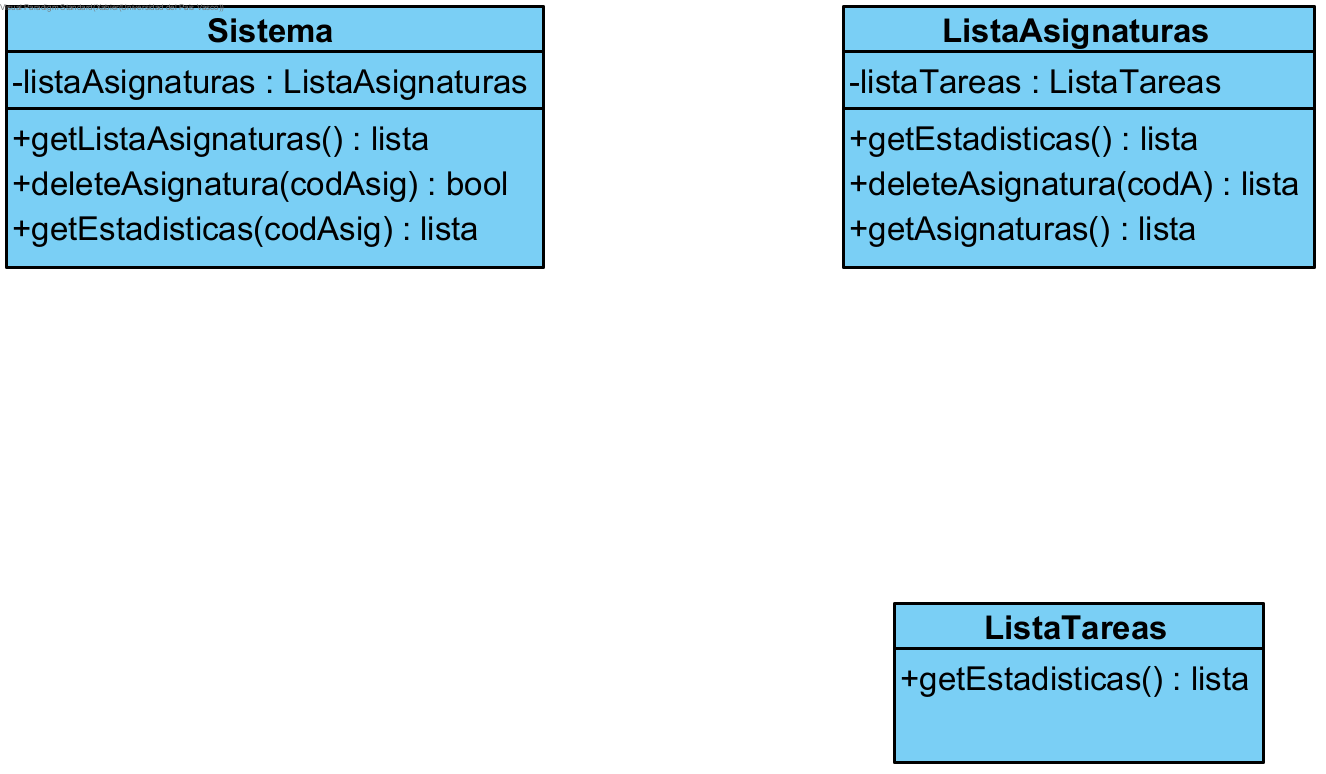 Sistema
-listaAsignaturas : ListaAsignaturas
+getListaAsignaturas() : lista
+deleteAsignatura(codAsig) : bool
+getEstadisticas(codAsig) : lista
ListaAsignaturas
-listaTareas : ListaTareas
+getEstadisticas() : lista
+deleteAsignatura(codA) : lista
+getAsignaturas() : lista
ListaTareas
+getEstadisticas() : lista